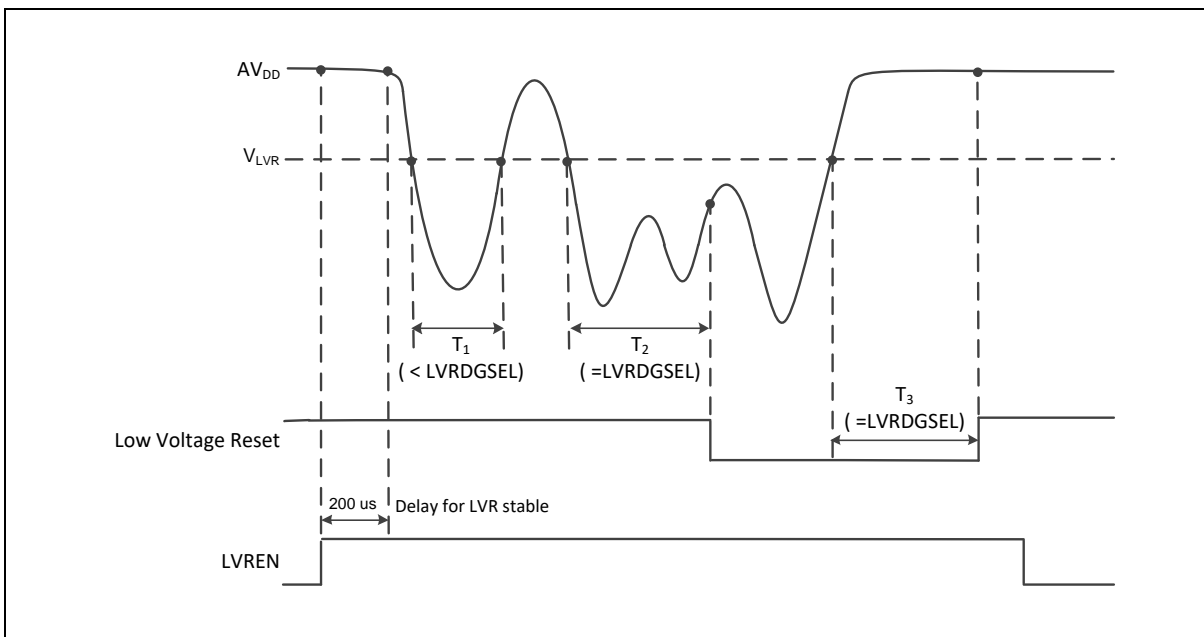 AVDD
VLVR
T1
( < LVRDGSEL)
T2
( =LVRDGSEL)
T3
( =LVRDGSEL)
Low Voltage Reset
200 us
Delay for LVR stable
LVREN